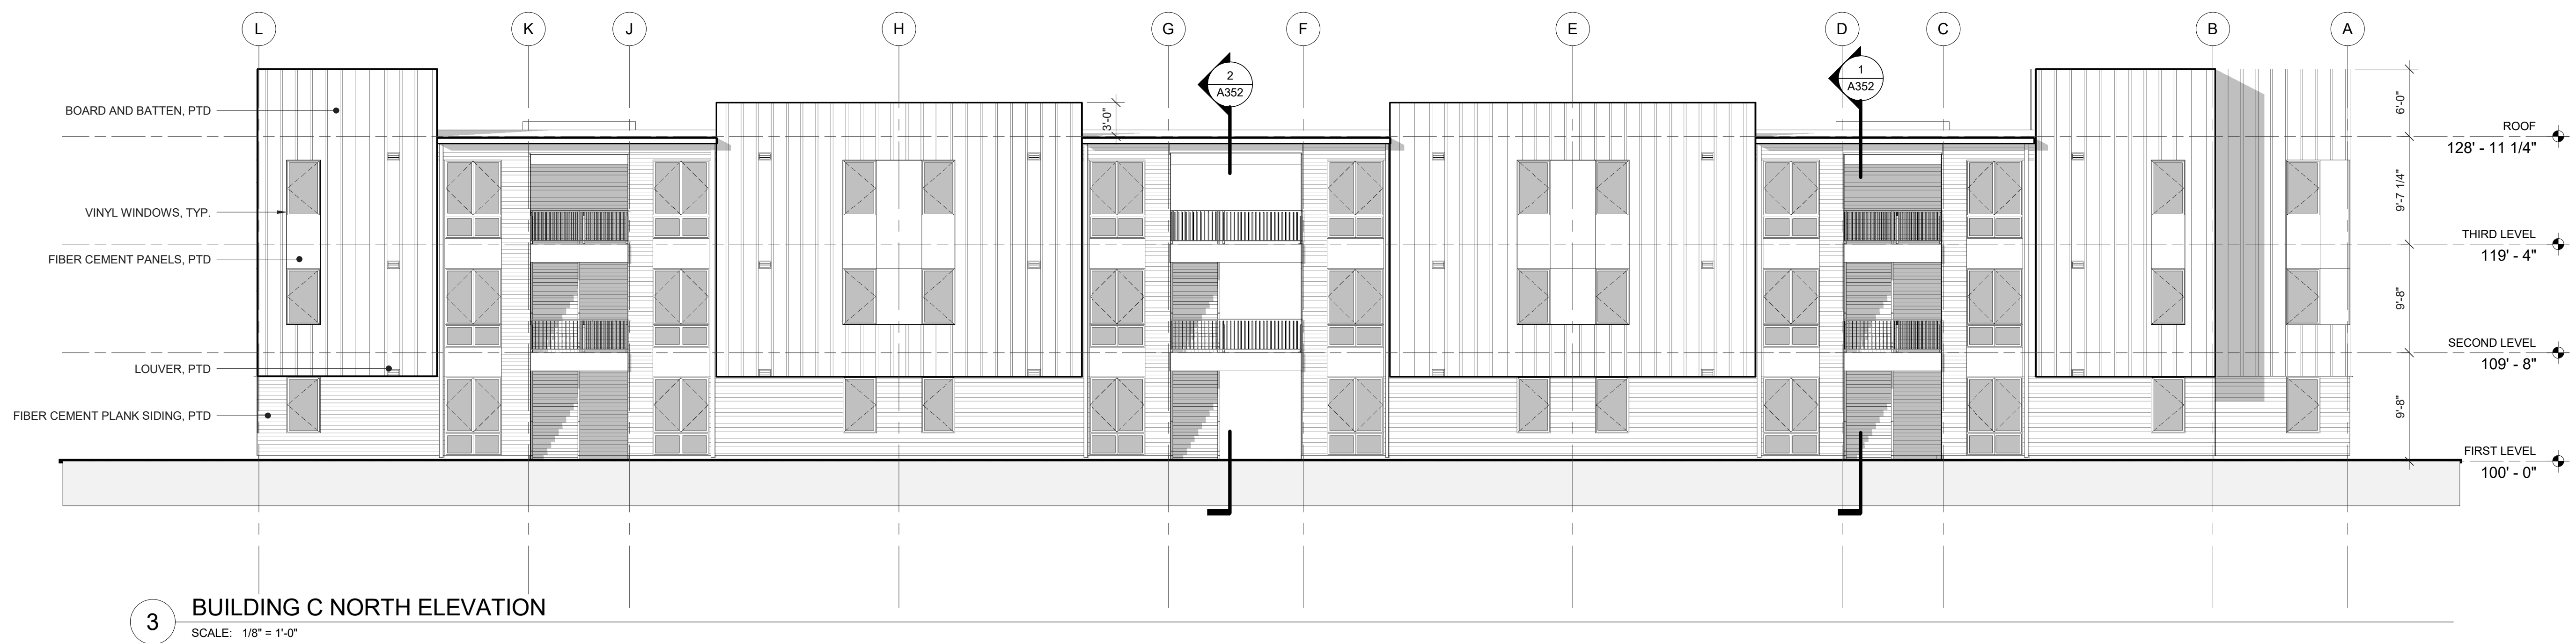 L
K
J
H
G
F
E
D
C
B
A
2
A352
1
A352
BOARD AND BATTEN, PTD
VINYL WINDOWS, TYP.
FIBER CEMENT PANELS, PTD
LOUVER, PTD
FIBER CEMENT PLANK SIDING, PTD
3'-0"
6'-0"
9'-7 1/4"
9'-8"
9'-8"
ROOF
128' - 11 1/4"
THIRD LEVEL
119' - 4"
SECOND LEVEL
109' - 8"
FIRST LEVEL
100' - 0"
3
BUILDING C NORTH ELEVATION
SCALE: 1/8" = 1'-0"